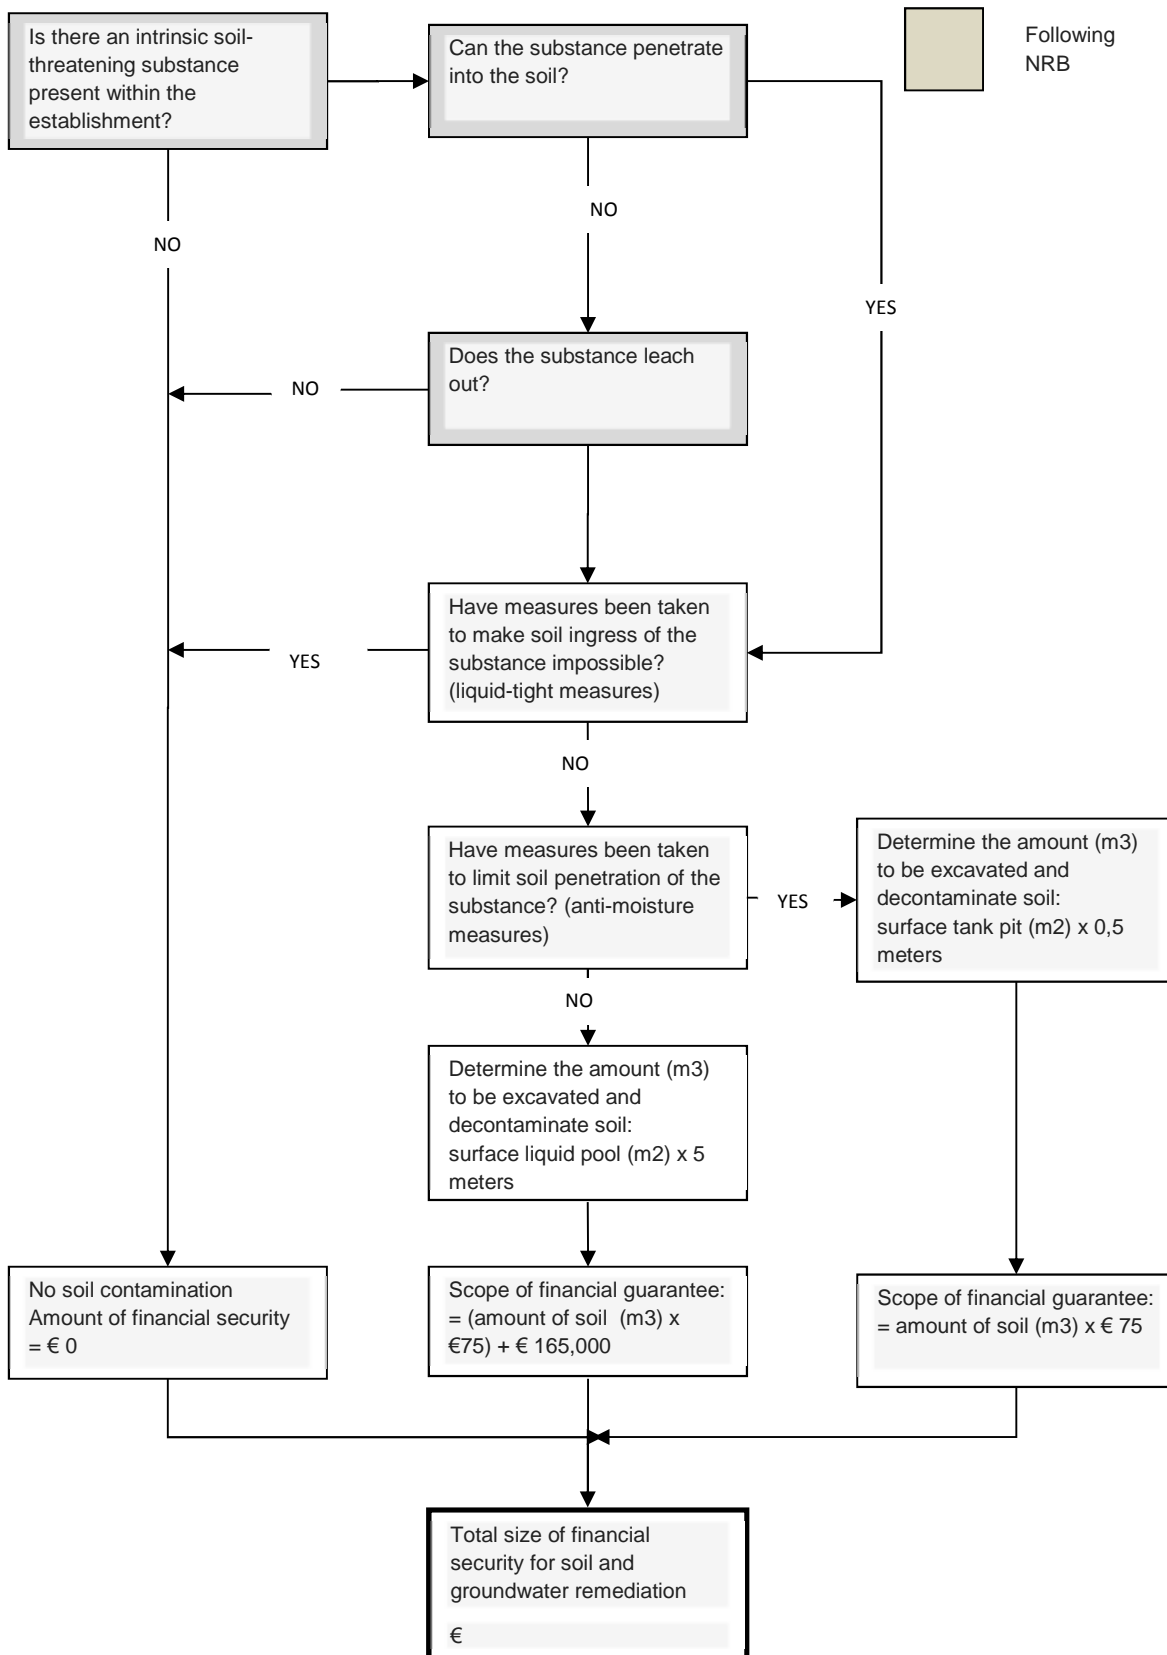 Is there an intrinsic soil-
threatening substance
present within the
establishment?
Can the substance penetrate
into the soil?
Following
NRB
NO
NO
YES
Does the substance leach
out?
NO
Have measures been taken
to make soil ingress of the
substance impossible?
(liquid-tight measures)
YES
NO
Have measures been taken
to limit soil penetration of the
substance? (anti-moisture
measures)
YES
Determine the amount (m3)
to be excavated and
decontaminate soil:
surface tank pit (m2) x 0,5
meters
NO
Determine the amount (m3)
to be excavated and
decontaminate soil:
surface liquid pool (m2) x 5
meters
No soil contamination
Amount of financial security
= € 0
Scope of financial guarantee:
= (amount of soil (m3) x
€75) + € 165,000
Scope of financial guarantee:
= amount of soil (m3) x € 75
Total size of financial
security for soil and
groundwater remediation
€